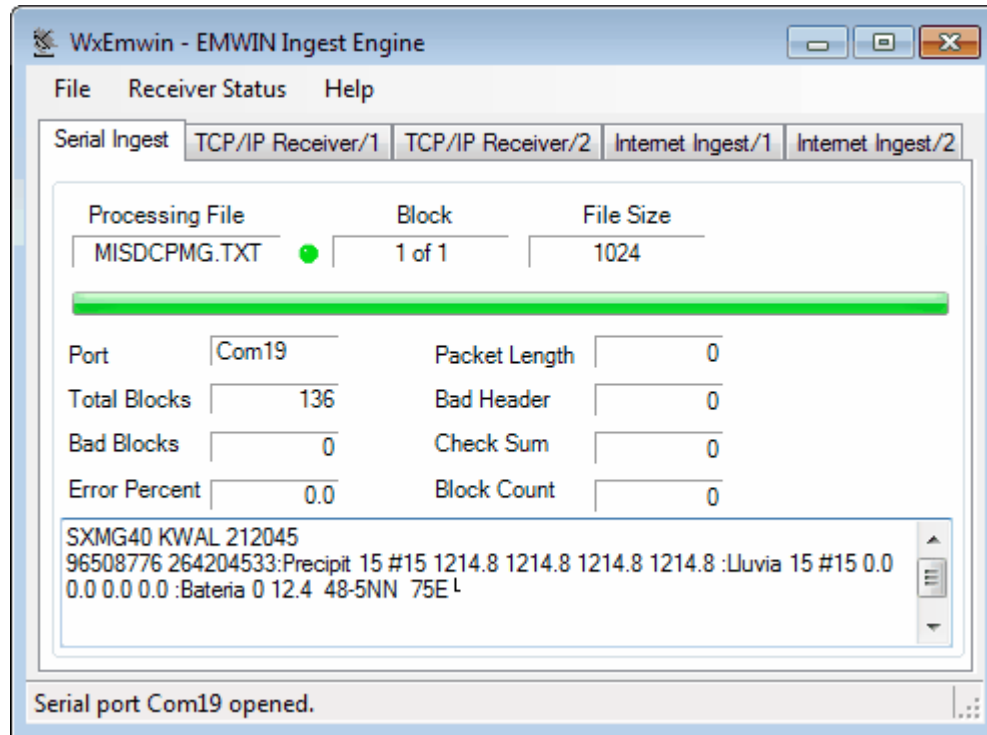 WxEmwin - EMWIN Ingest Engine
File Receiver Status Help
Serial Ingest TCP/IP Receiver/1 TCP/IP Receiver/2 Internet Ingest/1 Internet Ingest/2
Processing File Block File Size
MISDCPMG.TXT 1 of 1 1024
Port Com19 Packet Length 0
Total Blocks 136 Bad Header 0
Bad Blocks 0 Check Sum 0
Error Percent 0.0 Block Count 0
SXMG40 KWAL 212045
96508776 264204533:Precipit 15 #15 1214.8 1214.8 1214.8 1214.8 :Lluvia 15 #15 0.0
0.0 0.0 0.0 :Bateria 0 12.4 48-5NN 75E└
Serial port Com19 opened.